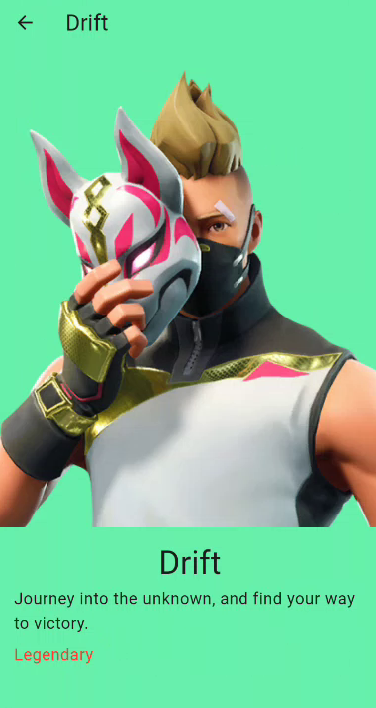 Drift
Drift
Journey into the unknown, and find your way
to victory.
Legendary